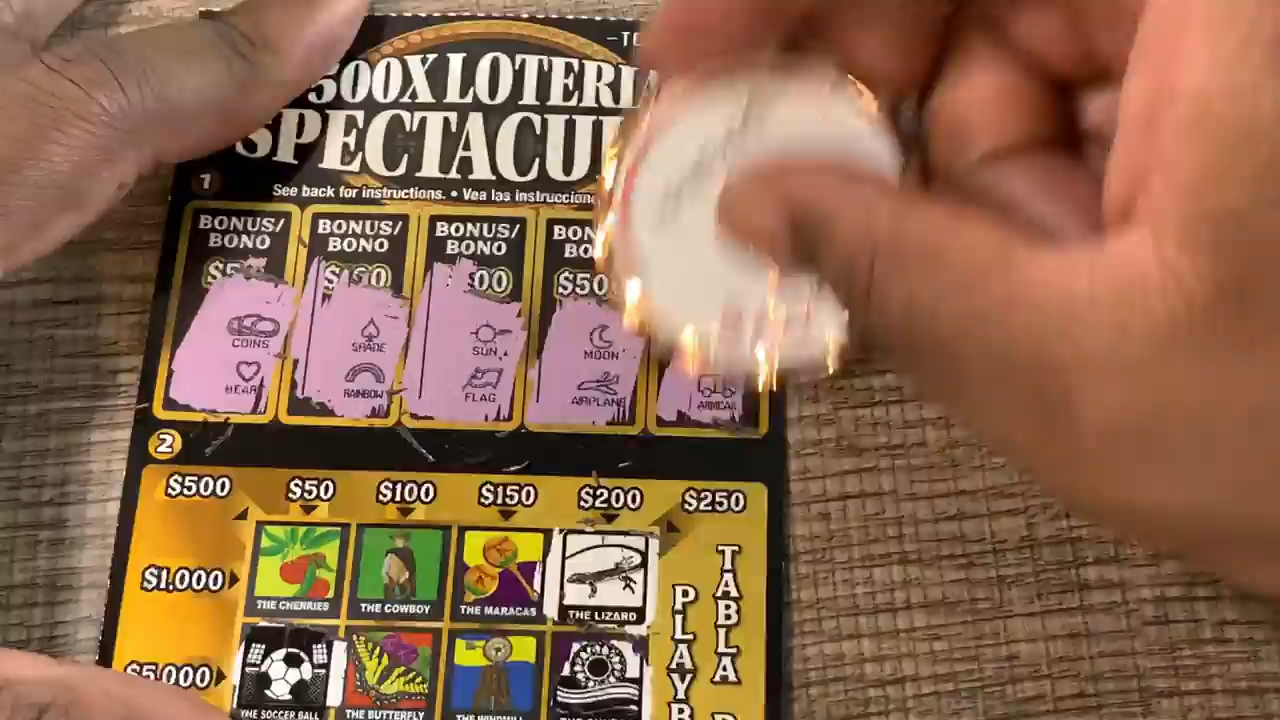 500X LOTERI
SPECTACU
1
See back for instructions. • Vea las instruccion
BONUS/
BONO
BONUS/
BONO
BONUS/
BONO
$100
$50
COINS
HEART
SPADE
RAINBOW
SUN
FLAG
MOON
AIRPLANE
2
$500 $50 $100 $150 $200 $250
$1,000
THE CHERRIES THE COWBOY THE MARACAS THE LIZARD
$5,000
THE SOCCER BALL THE BUTTERFLY THE WINDMILL
TABLA
PLAY